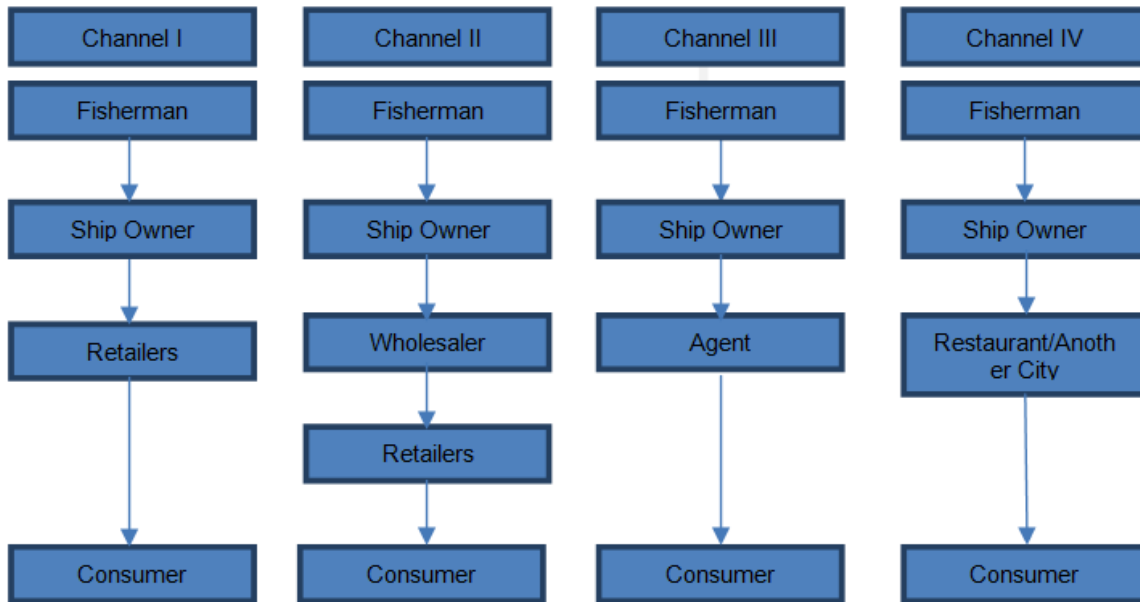 Channel I
Channel II
Channel III
Channel IV
Fisherman
Fisherman
Fisherman
Fisherman
Ship Owner
Ship Owner
Ship Owner
Ship Owner
Retailers
Wholesaler
Agent
Restaurant/Anoth
er City
Retailers
Consumer
Consumer
Consumer
Consumer